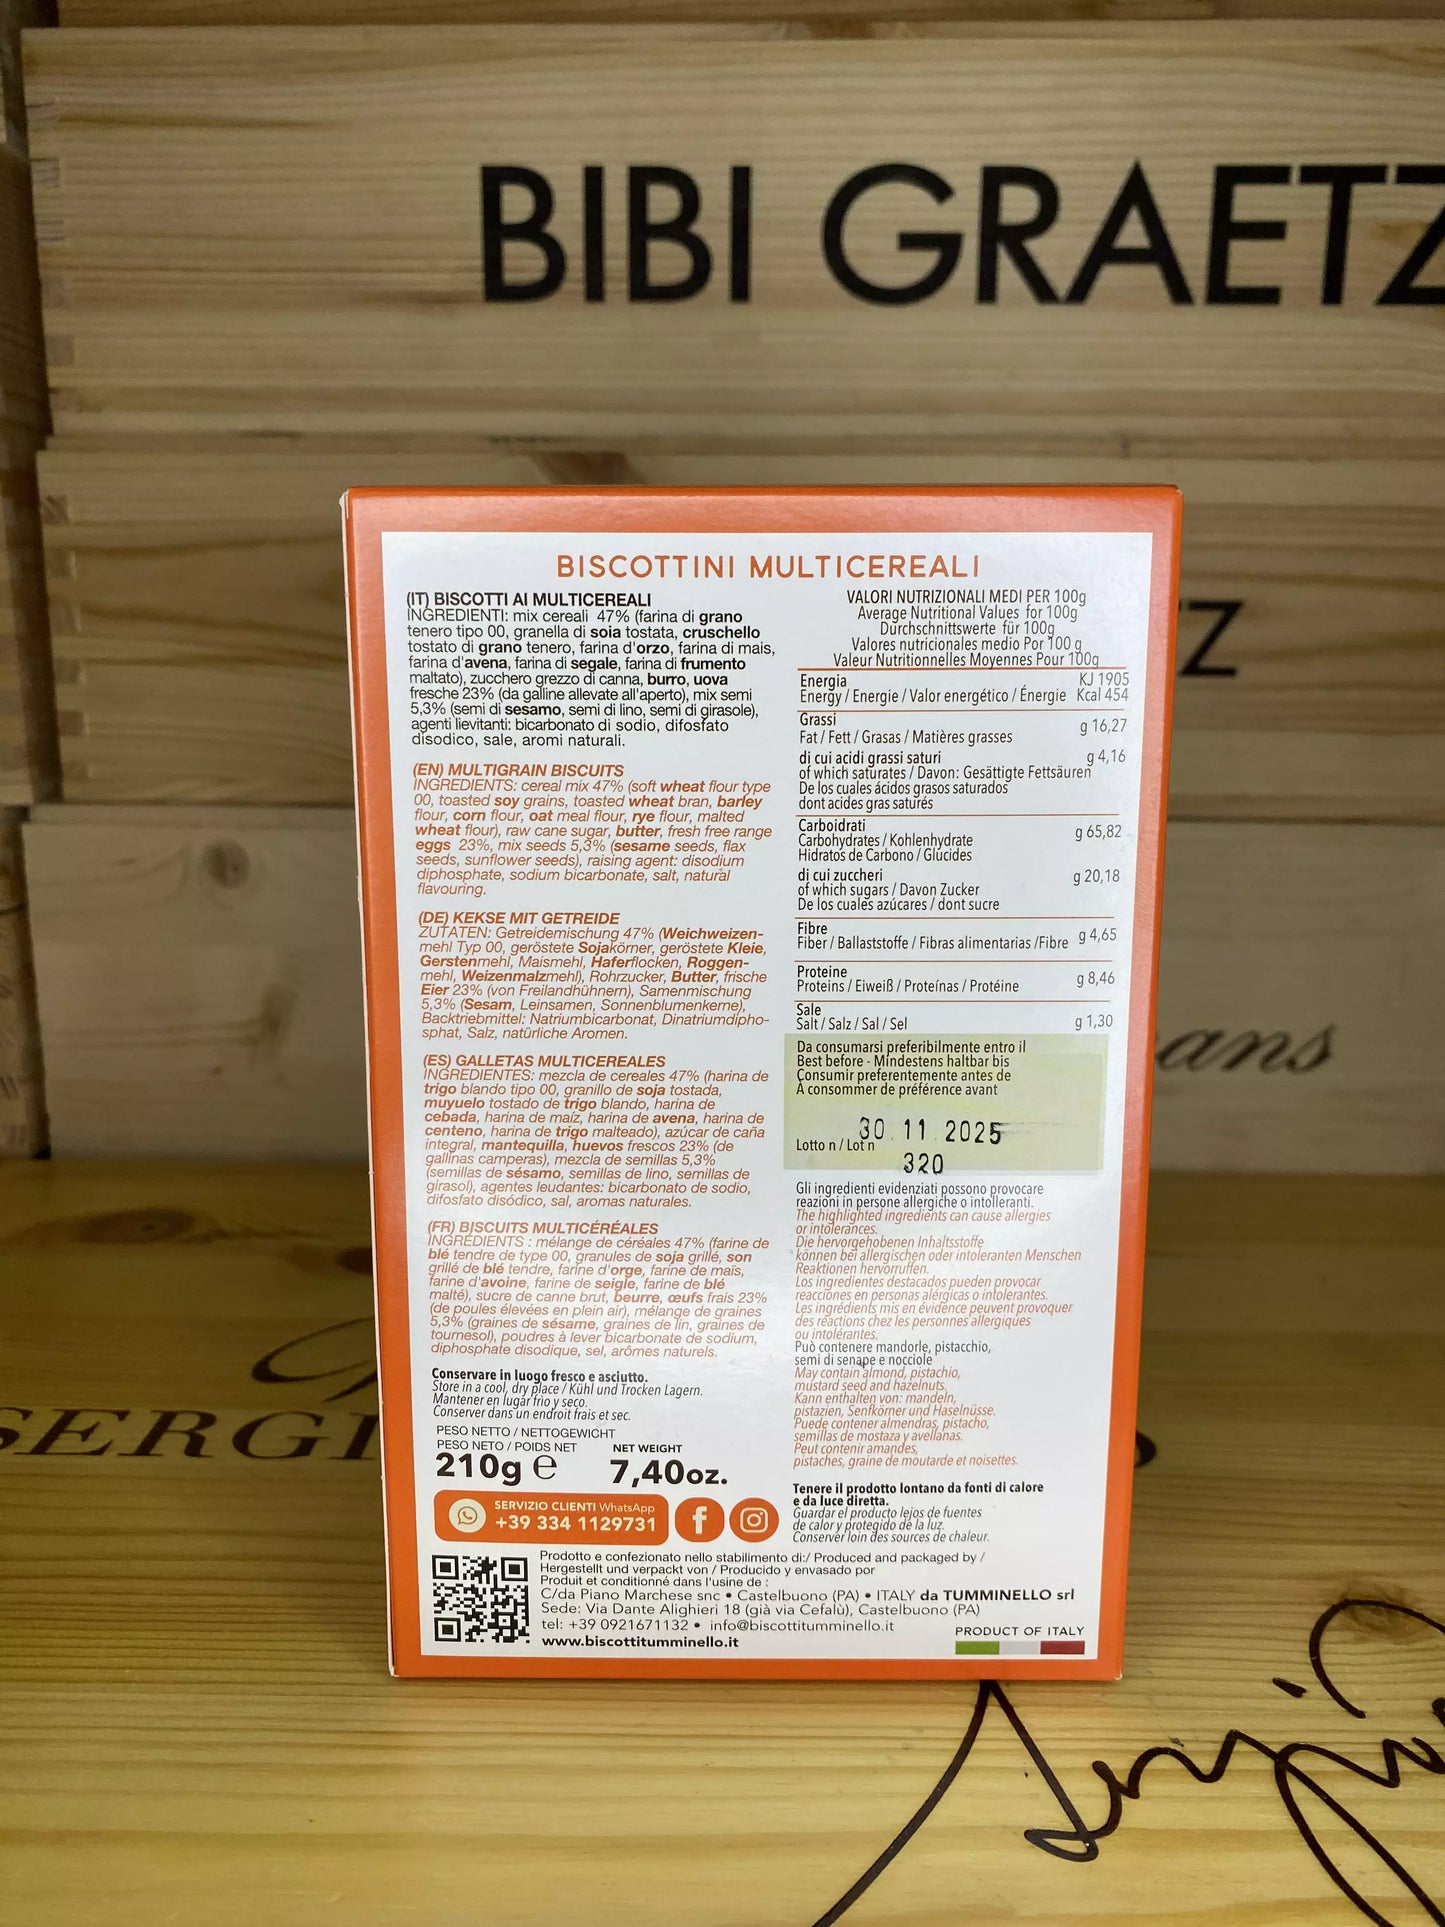 BIBI GRAETZ
TZ
ans
SERGI
BISCOTTINI MULTICEREALI
(IT) BISCOTTI AI MULTICEREALI
INGREDIENTI: mix cereali 47% (farina di grano
tenero tipo 00, granella di soia tostata, cruschello
tostato di grano tenero, farina d'orzo, farina di mais,
farina d'avena, farina di segale, farina di frumento
maltato), zucchero grezzo di canna, burro, uova
fresche 23% (da galline allevate all'aperto), mix semi
5,3% (semi di sesamo, semi di lino, semi di girasole),
agenti lievitanti: bicarbonato di sodio, difosfato
disodico, sale, aromi naturali.
(EN) MULTIGRAIN BISCUITS
INGREDIENTS: cereal mix 47% (soft wheat flour type
00, toasted soy grains, toasted wheat bran, barley
flour, corn flour, oat meal flour, rye flour, malted
wheat flour), raw cane sugar, butter, fresh free range
eggs 23%, mix seeds 5,3% (sesame seeds, flax
seeds, sunflower seeds), raising agent: disodium
diphosphate, sodium bicarbonate, salt, natural
flavouring.
(DE) KEKSE MIT GETREIDE
ZUTATEN: Getreidemischung 47% (Weichweizen-
mehl Typ 00, geröstete Sojakörner, geröstete Kleie,
Gerstenmehl, Maismehl, Haferflocken, Roggen-
mehl, Weizenmalzmehl), Rohrzucker, Butter, frische
Eier 23% (von Freilandhühnern), Samenmischung
5,3% (Sesam, Leinsamen, Sonnenblumenkerne),
Backtriebmittel: Natriumbicarbonat, Dinatriumdipho-
sphat, Salz, natürliche Aromen.
(ES) GALLETAS MULTICEREALES
INGREDIENTES: mezcla de cereales 47% (harina de
trigo blando tipo 00, granillo de soja tostada,
muyuelo tostado de trigo blando, harina de
cebada, harina de maíz, harina de avena, harina de
centeno, harina de trigo malteado), azúcar de caña
integral, mantequilla, huevos frescos 23% (de
gallinas camperas), mezcla de semillas 5,3%
(semillas de sésamo, semillas de lino, semillas de
girasol), agentes leudantes: bicarbonato de sodio,
difosfato disódico, sal, aromas naturales.
(FR) BISCUITS MULTICÉRÉALES
INGRÉDIENTS : mélange de céréales 47% (farine de
blé tendre de type 00, granules de soja grillé, son
grillé de blé tendre, farine d'orge, farine de maïs,
farine d'avoine, farine de seigle, farine de blé
malté), sucre de canne brut, beurre, œufs frais 23%
(de poules élevées en plein air), mélange de graines
5,3% (graines de sésame, graines de lin, graines de
tournesol), poudres à lever bicarbonate de sodium,
diphosphate disodique, sel, arômes naturels.
Conservare in luogo fresco e asciutto.
Store in a cool, dry place / Kühl und Trocken Lagern.
Mantener en lugar frio y seco.
Conserver dans un endroit frais et sec.
PESO NETTO / NETTOGEWICHT
PESO NETO / POIDS NET
210g e
NET WEIGHT
7,40oz.
SERVIZIO CLIENTI WhatsApp
+39 334 1129731
VALORI NUTRIZIONALI MEDI PER 100g
Average Nutritional Values for 100g
Durchschnittswerte für 100g
Valores nutricionales medio Por 100 g
Valeur Nutritionnelles Moyennes Pour 100g
Energia KJ 1905
Energy / Energie / Valor energético / Énergie Kcal 454
Grassi
Fat / Fett / Grasas / Matières grasses g 16,27
di cui acidi grassi saturi g 4,16
of which saturates / Davon: Gesättigte Fettsäuren
De los cuales ácidos grasos saturados
dont acides gras saturés
Carboidrati
Carbohydrates / Kohlenhydrate g 65,82
Hidratos de Carbono / Glúcides
di cui zuccheri g 20,18
of which sugars / Davon Zucker
De los cuales azúcares / dont sucre
Fibre
Fiber / Ballaststoffe / Fibras alimentarias /Fibre g 4,65
Proteine
Proteins / Eiweiß / Proteínas / Protéine g 8,46
Sale
Salt / Salz / Sal / Sel g 1,30
Da consumarsi preferibilmente entro il
Best before - Mindestens haltbar bis
Consumir preferentemente antes de
À consommer de préférence avant
30 11 2025
Lotto n / Lot n
320
Gli ingredienti evidenziati possono provocare
reazioni in persone allergiche o intolleranti.
The highlighted ingredients can cause allergies
or intolerances.
Die hervorgehobenen Inhaltsstoffe
können bei allergischen oder intoleranten Menschen
Reaktionen hervorruffen.
Los ingredientes destacados pueden provocar
reacciones en personas alérgicas o intolerantes.
Les ingrédients mis en évidence peuvent provoquer
des réactions chez les personnes allergiques
ou intolérantes.
Può contenere mandorle, pistacchio,
semi di senape e nocciole
May contain almond, pistachio,
mustard seed and hazelnuts.
Kann enthalten von: mandeln,
pistazien, Senfkörner und Haselnüsse.
Puede contener almendras, pistacho,
semillas de mostaza y avellanas.
Peut contenir amandes,
pistaches, graine de moutarde et noisettes.
Tenere il prodotto lontano da fonti di calore
e da luce diretta.
Guardar el producto lejos de fuentes
de calor y protegido de la luz.
Conserver loin des sources de chaleur.
Prodotto e confezionato nello stabilimento di:/ Produced and packaged by /
Hergestellt und verpackt von / Producido y envasado por
Produit et conditionné dans l'usine de :
C/da Piano Marchese snc • Castelbuono (PA) • ITALY da TUMMINELLO srl
Sede: Via Dante Alighieri 18 (già via Cefalù), Castelbuono (PA)
tel: +39 0921671132 • info@biscottitumminello.it
www.biscottitumminello.it
PRODUCT OF ITALY